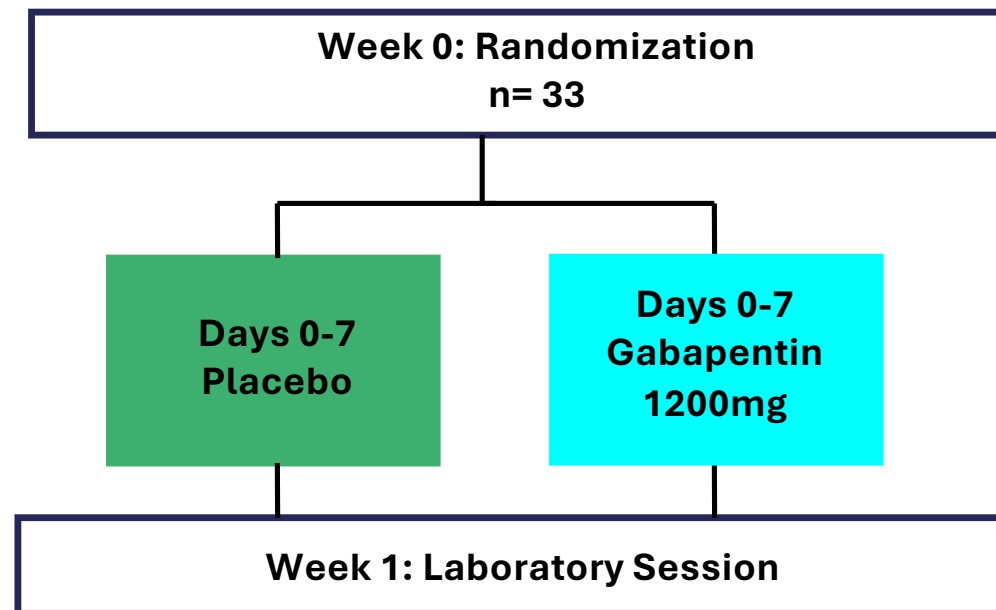 Week 0: Randomization
n= 33
Days 0-7
Placebo
Days 0-7
Gabapentin
1200mg
Week 1: Laboratory Session